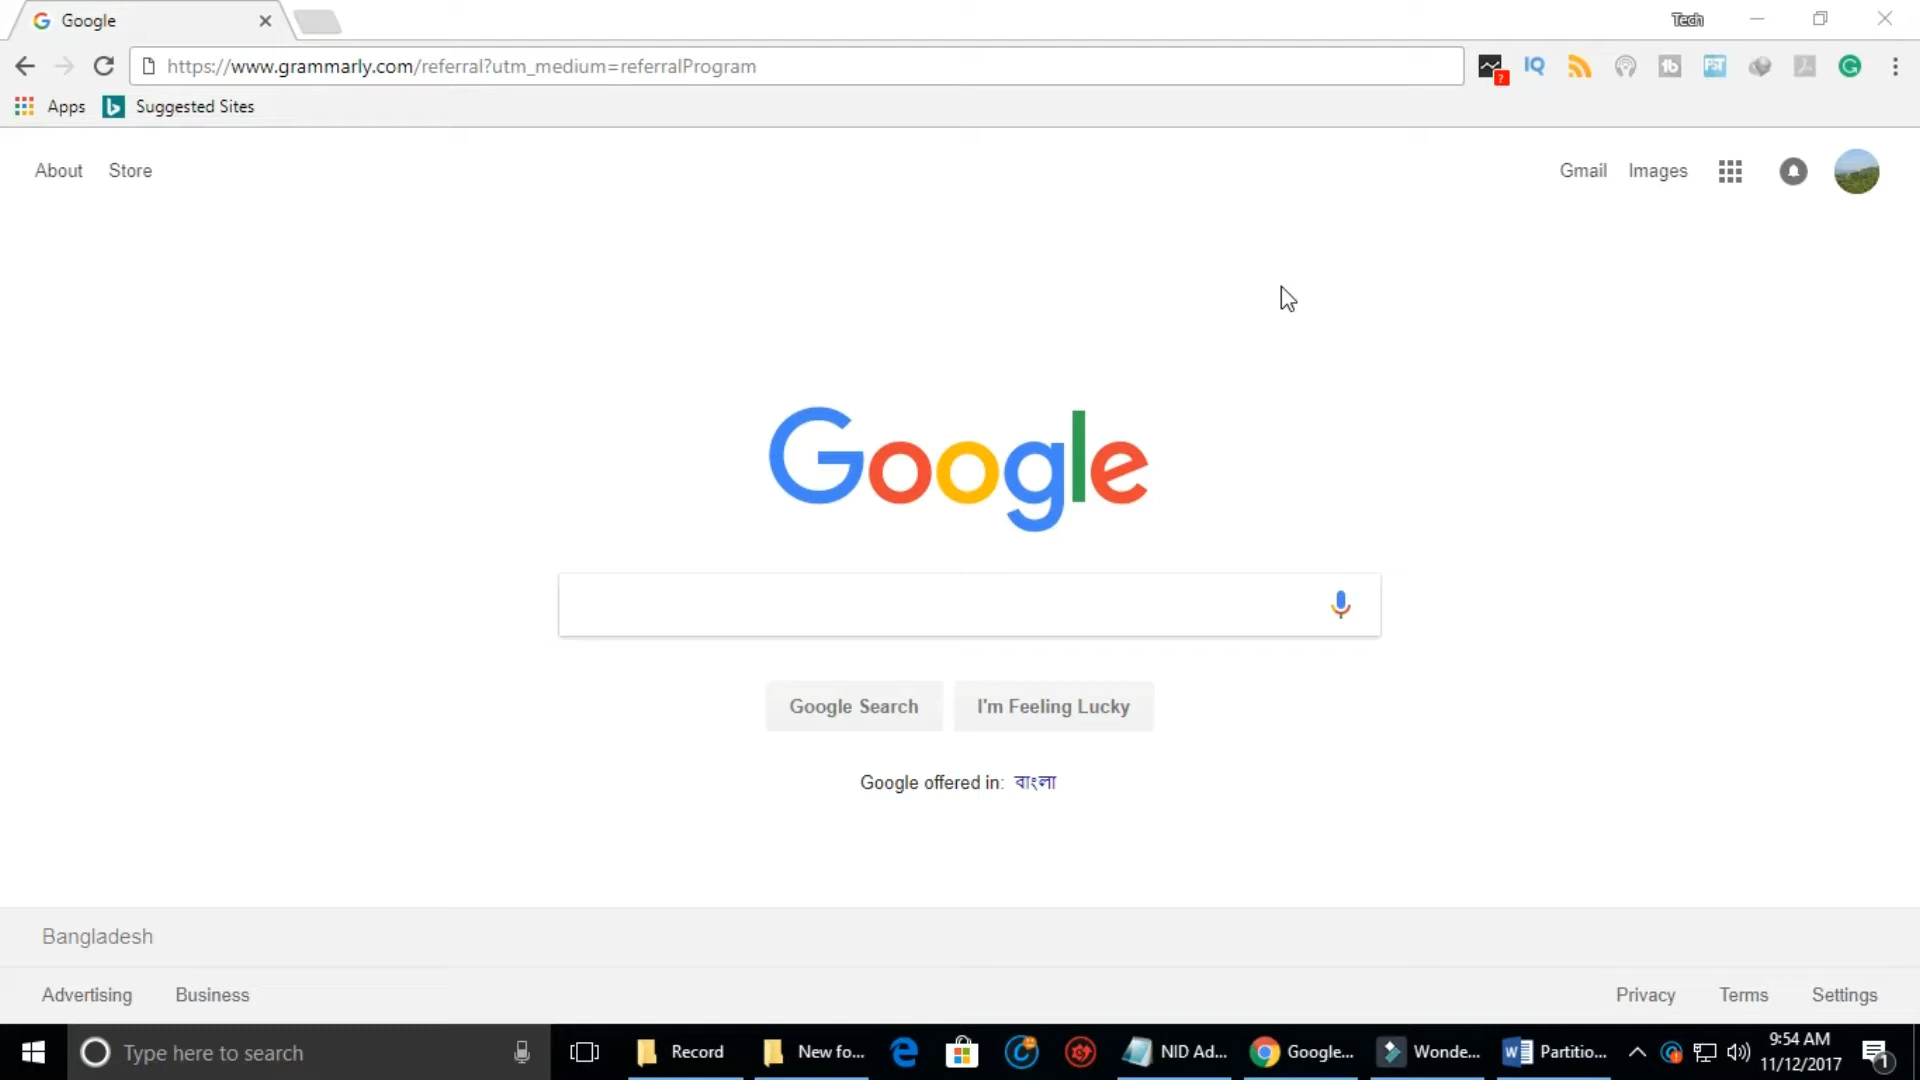 Google
Tech
https://www.grammarly.com/referral?utm_medium=referralProgram
?
IQ
Apps
Suggested Sites
About
Store
Gmail
Images
Google
Google Search
I'm Feeling Lucky
Google offered in: বাংলা
Bangladesh
Advertising
Business
Privacy
Terms
Settings
Type here to search
Record
New fo...
NID Ad...
Google...
Wonde...
Partitio...
9:54 AM
11/12/2017
1